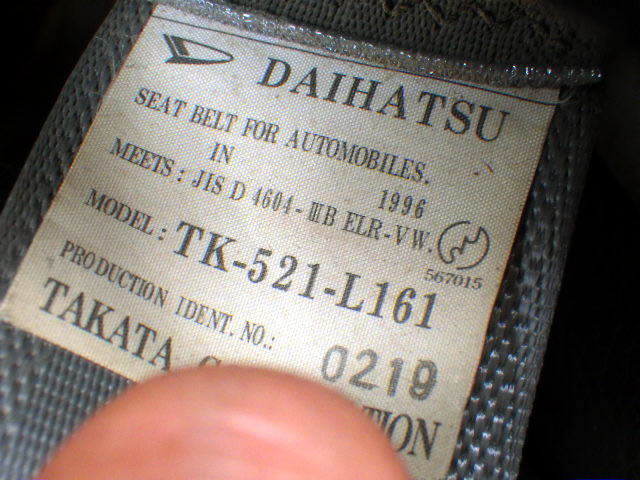 DAIHATSU
SEAT BELT FOR AUTOMOBILES.
IN 1996
MEETS : JIS D 4604-ⅢB ELR-VW.
567015
MODEL : TK-521-L161
PRODUCTION IDENT. NO.: 0219
TAKATA